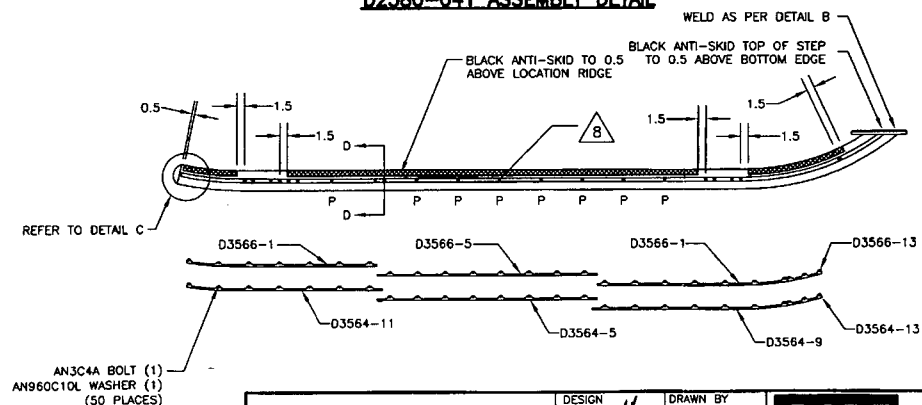 D2580-041 ASSEMBLY DETAIL
WELD AS PER DETAIL B
BLACK ANTI-SKID TO 0.5
ABOVE LOCATION RIDGE
BLACK ANTI-SKID TOP OF STEP
TO 0.5 ABOVE BOTTOM EDGE
0.5
1.5
1.5
8
1.5
1.5
1.5
D
D
P
P P P P P P P
REFER TO DETAIL C
D3566-1
D3566-5
D3566-1
D3566-13
D3564-11
D3564-5
D3564-9
D3564-13
AN3C4A BOLT (1)
AN960C10L WASHER (1)
(50 PLACES)
DESIGN
DRAWN BY